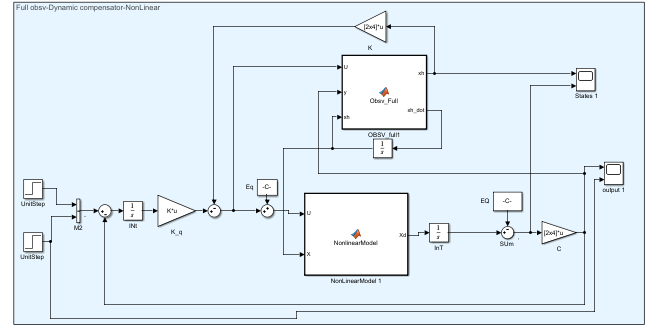 Full obsv-Dynamic compensator-NonLinear
[2x4]*u
K
U
y
xh
Obsv_Full
xh
xh_dot
OBSV_full1
1
s
States 1
output 1
UnitStep
UnitStep
M2
1
s
INt
K*u
K_q
Eq
-C-
U
X
NonlinearModel
Xd
NonLinearModel 1
1
s
InT
EQ
-C-
SUm
[2x4]*u
C